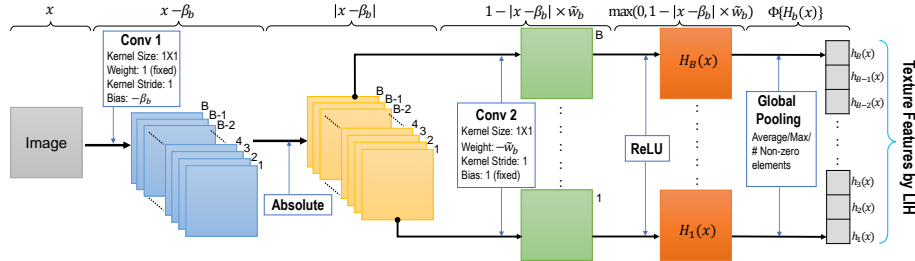 x
x − β_b
|x − β_b|
1 − |x − β_b| × w̃_b
max(0, 1 − |x − β_b| × w̃_b)
Φ{H_b(x)}
Image
Conv 1
Kernel Size: 1X1
Weight: 1 (fixed)
Kernel Stride: 1
Bias: −β_b
B
B-1
B-2
4
3
2
1
Absolute
B
B-1
B-2
4
3
2
1
B
Conv 2
Kernel Size: 1X1
Weight: −w̃_b
Kernel Stride: 1
Bias: 1 (fixed)
1
ReLU
H_B(x)
H_1(x)
Global
Pooling
Average/Max/
# Non-zero
elements
h_B(x)
h_{B−1}(x)
h_{B−2}(x)
h_3(x)
h_2(x)
h_1(x)
Texture Features by LIH